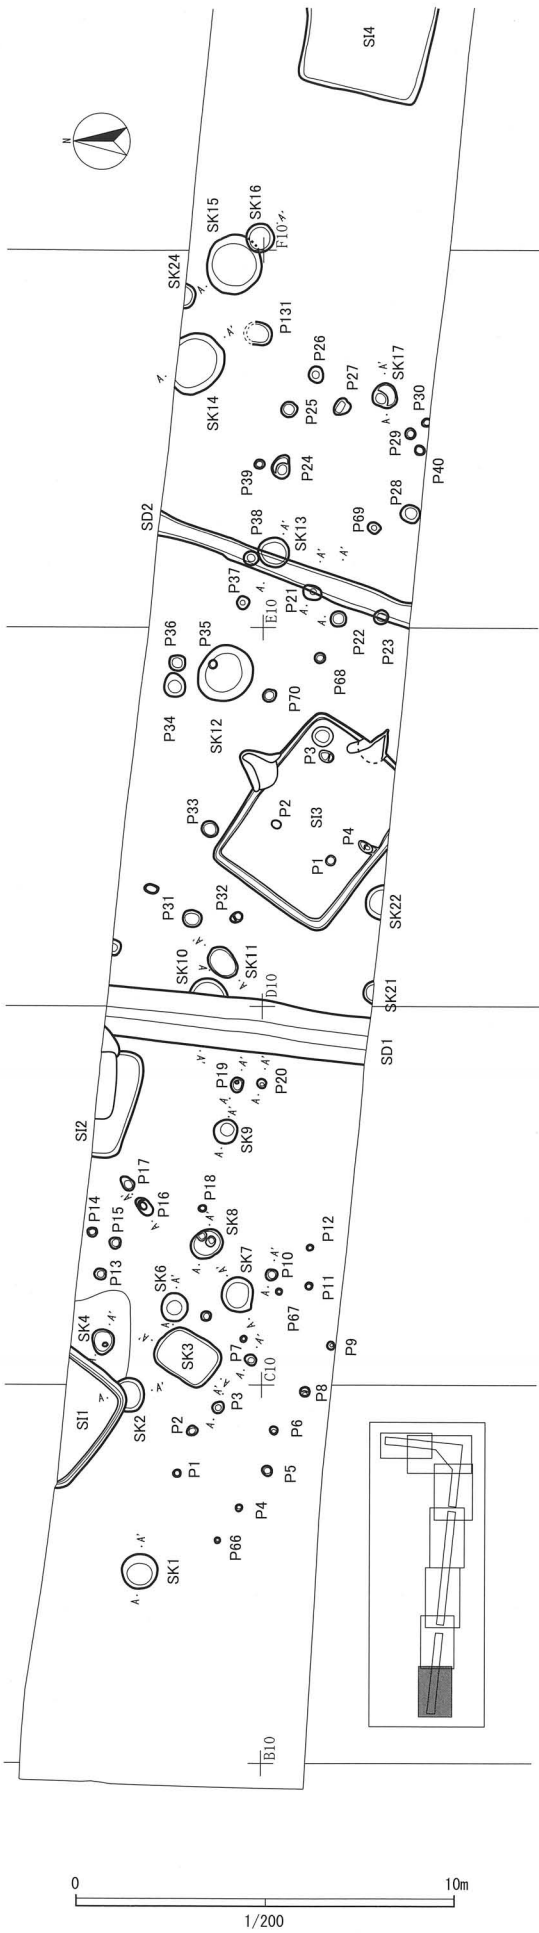 SI4
N
SK15
SK16
F10
A'
SK24
A
P131
A'
A
SK14
P26
P27
A'
SK17
A
P25
P30
P29
P40
P24
P39
P28
P69
SD2
P38
SK13
A'
A'
A'
P37
A
P21
A
A
P22
P23
E10
P36
P35
P34
SK12
P68
P70
P3
SI3
P2
P1
P4
P33
SK22
P31
P32
A'
A
SK10
SK11
A
SK21
D10
SD1
A'
SI2
P19
A'
A'
P20
A
A
A'
SK9
A
P17
A'
P16
A
P14
P15
P18
A'
SK8
A
P13
P12
P10
A'
A
P11
P67
SK7
SK6
A'
A
SK4
A'
SK3
A'
P7
A'
A
P9
C10
P8
SI1
A
SK2
A'
A'
P3
A
P2
P6
P1
P5
P4
P66
A'
SK1
A
B10
0
10m
1/200